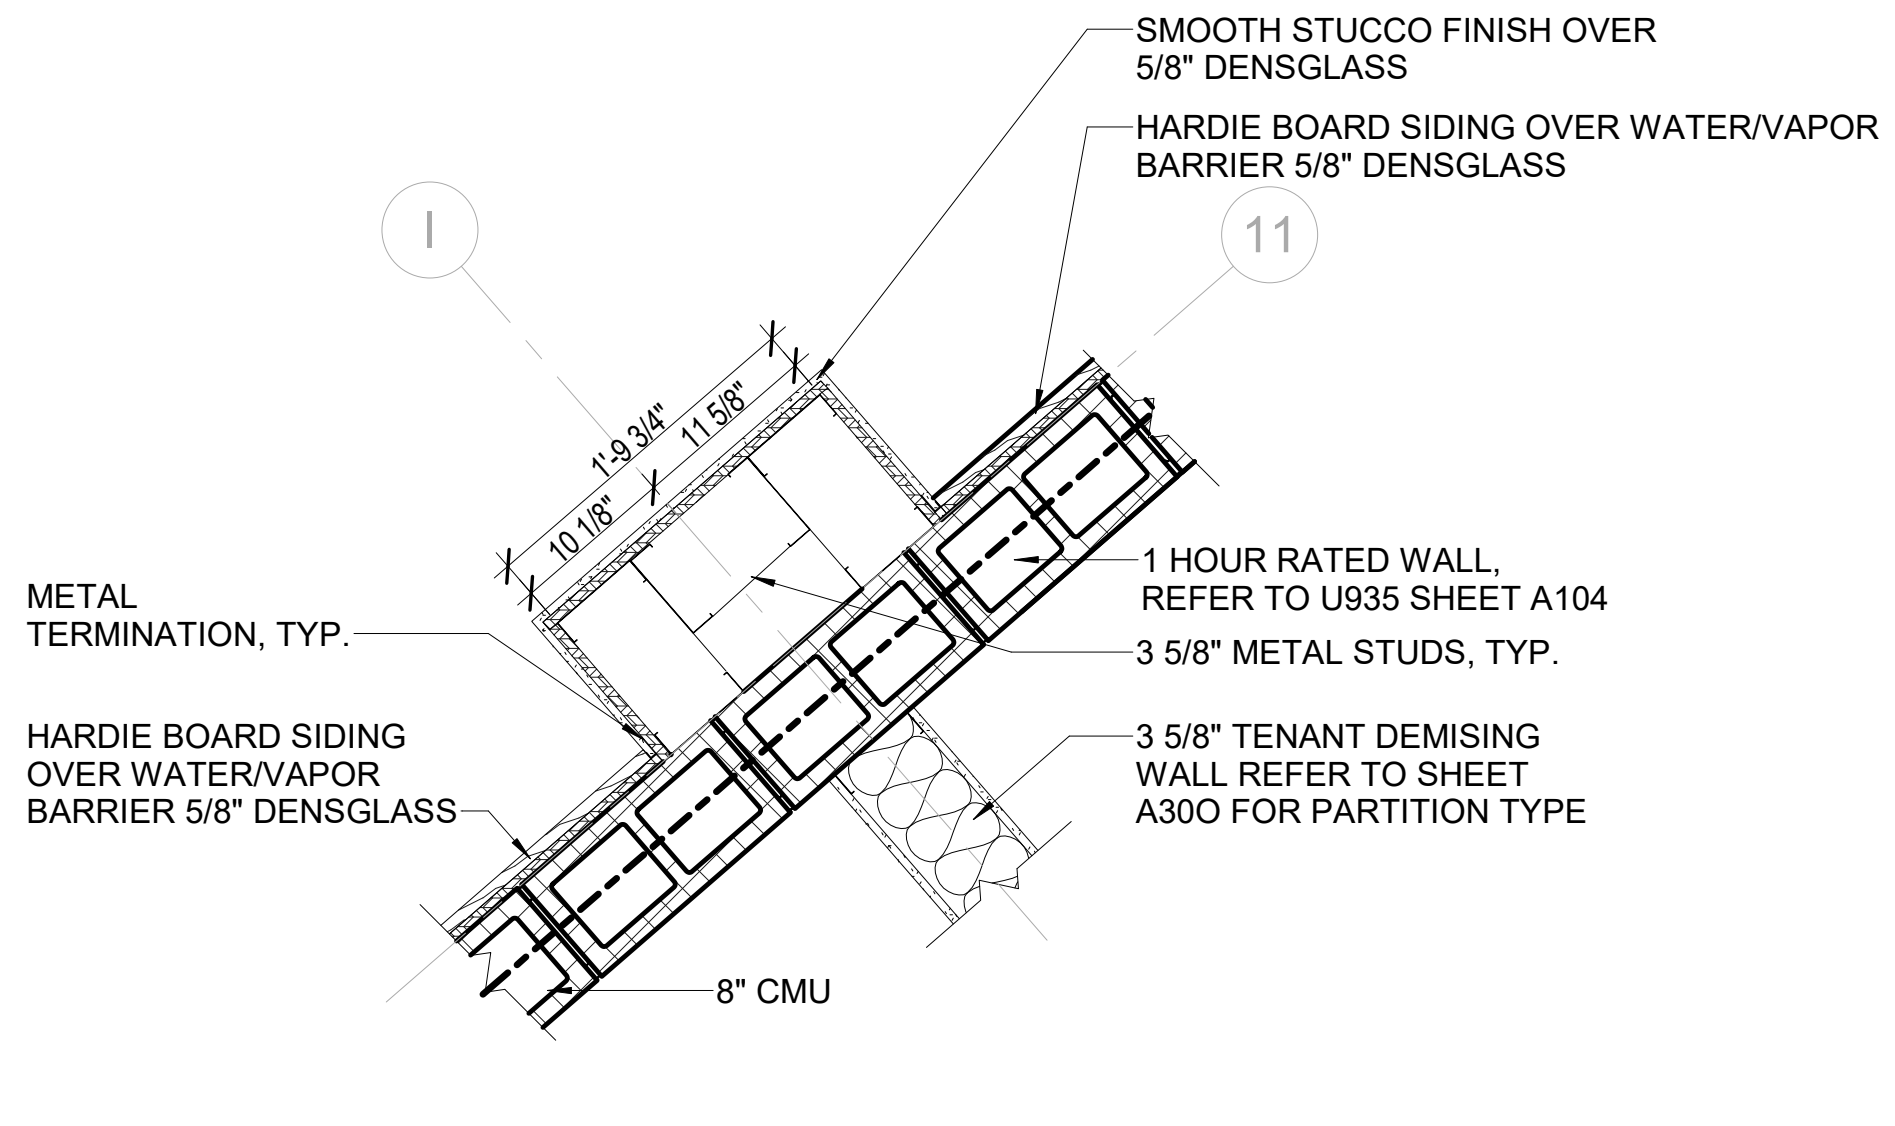 SMOOTH STUCCO FINISH OVER
5/8" DENSGLASS
HARDIE BOARD SIDING OVER WATER/VAPOR
BARRIER 5/8" DENSGLASS
I
11
1'-9 3/4"
11 5/8"
10 1/8"
METAL
TERMINATION, TYP.
HARDIE BOARD SIDING
OVER WATER/VAPOR
BARRIER 5/8" DENSGLASS
1 HOUR RATED WALL,
REFER TO U935 SHEET A104
3 5/8" METAL STUDS, TYP.
3 5/8" TENANT DEMISING
WALL REFER TO SHEET
A30O FOR PARTITION TYPE
8" CMU